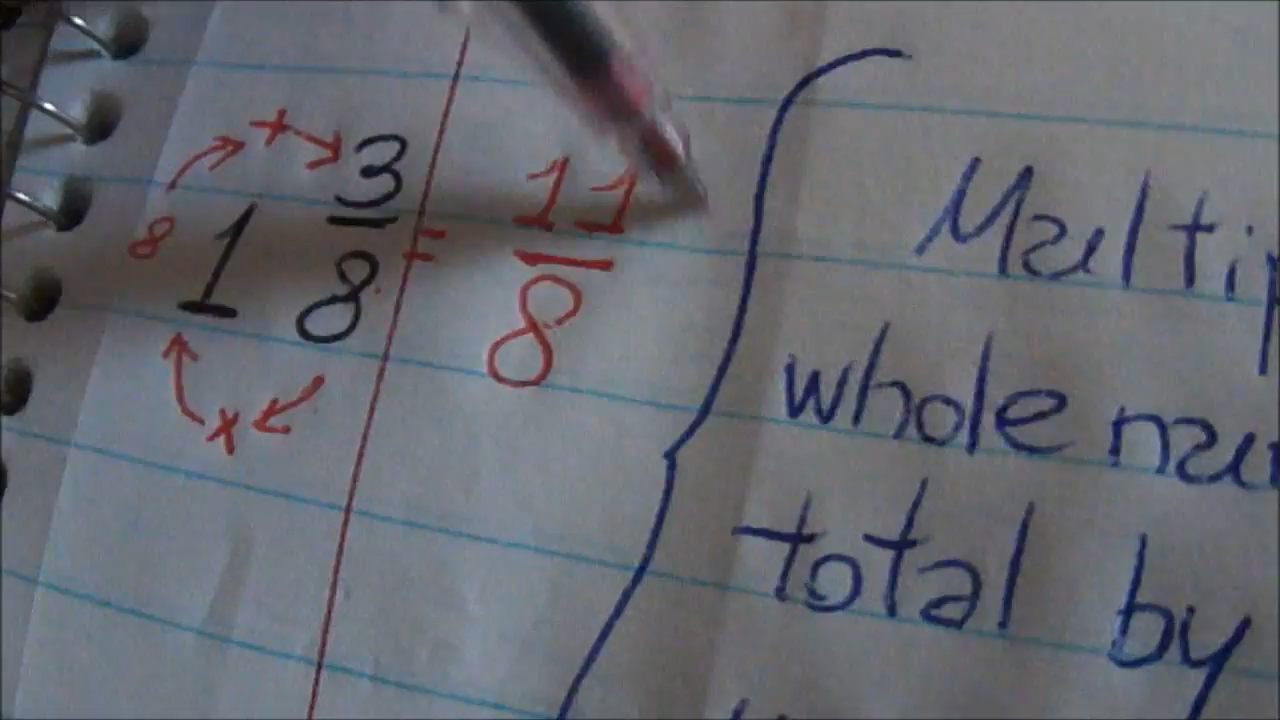 8 1 3/8 = 11/8
+
x
Multip
whole nu
total by